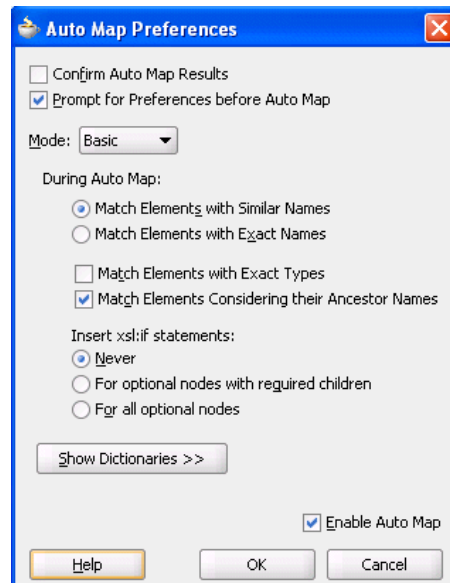 Auto Map Preferences
Confirm Auto Map Results
Prompt for Preferences before Auto Map
Mode: Basic
During Auto Map:
Match Elements with Similar Names
Match Elements with Exact Names
Match Elements with Exact Types
Match Elements Considering their Ancestor Names
Insert xsl:if statements:
Never
For optional nodes with required children
For all optional nodes
Show Dictionaries >>
Enable Auto Map
Help OK Cancel